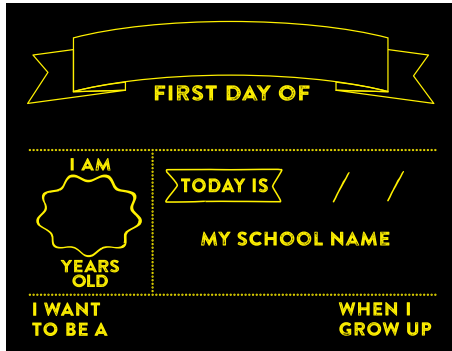 FIRST DAY OF
I AM
YEARS
OLD
TODAY IS / /
MY SCHOOL NAME
I WANT
TO BE A
WHEN I
GROW UP